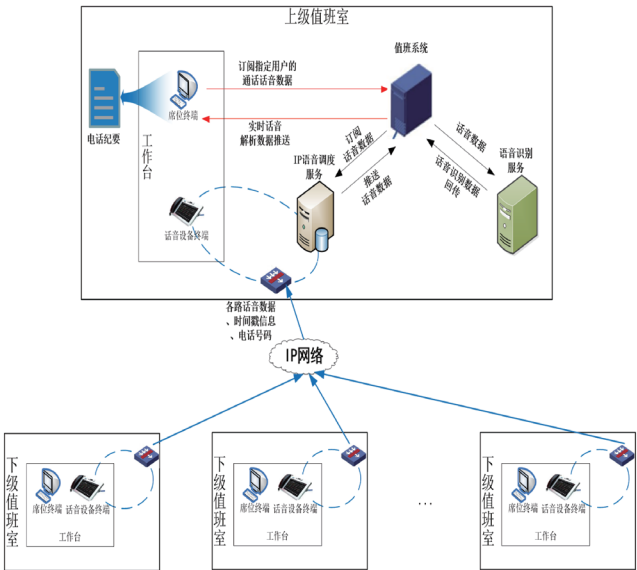 上级值班室
值班系统
订阅指定用户的
通话话音数据
席位终端
电话纪要
工作台
实时话音
解析数据推送
订阅
话音数据
话音数据
语音识别
服务
IP语音调度
服务
推送
话音数据
话音识别数据
回传
话音设备终端
各路话音数据
、时间戳信息
、电话号码
IP网络
下级值班室
席位终端
话音设备终端
工作台
下级值班室
席位终端
话音设备终端
工作台
...
下级值班室
席位终端
话音设备终端
工作台